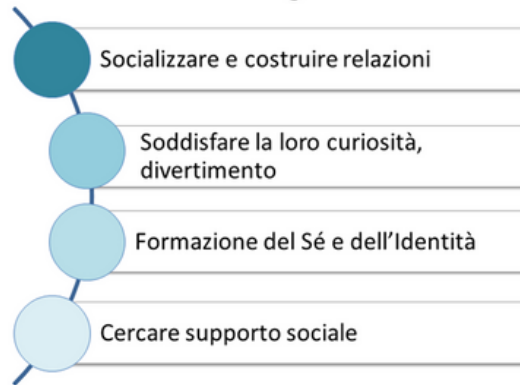 Socializzare e costruire relazioni
Soddisfare la loro curiosità,
divertimento
Formazione del Sé e dell'Identità
Cercare supporto sociale